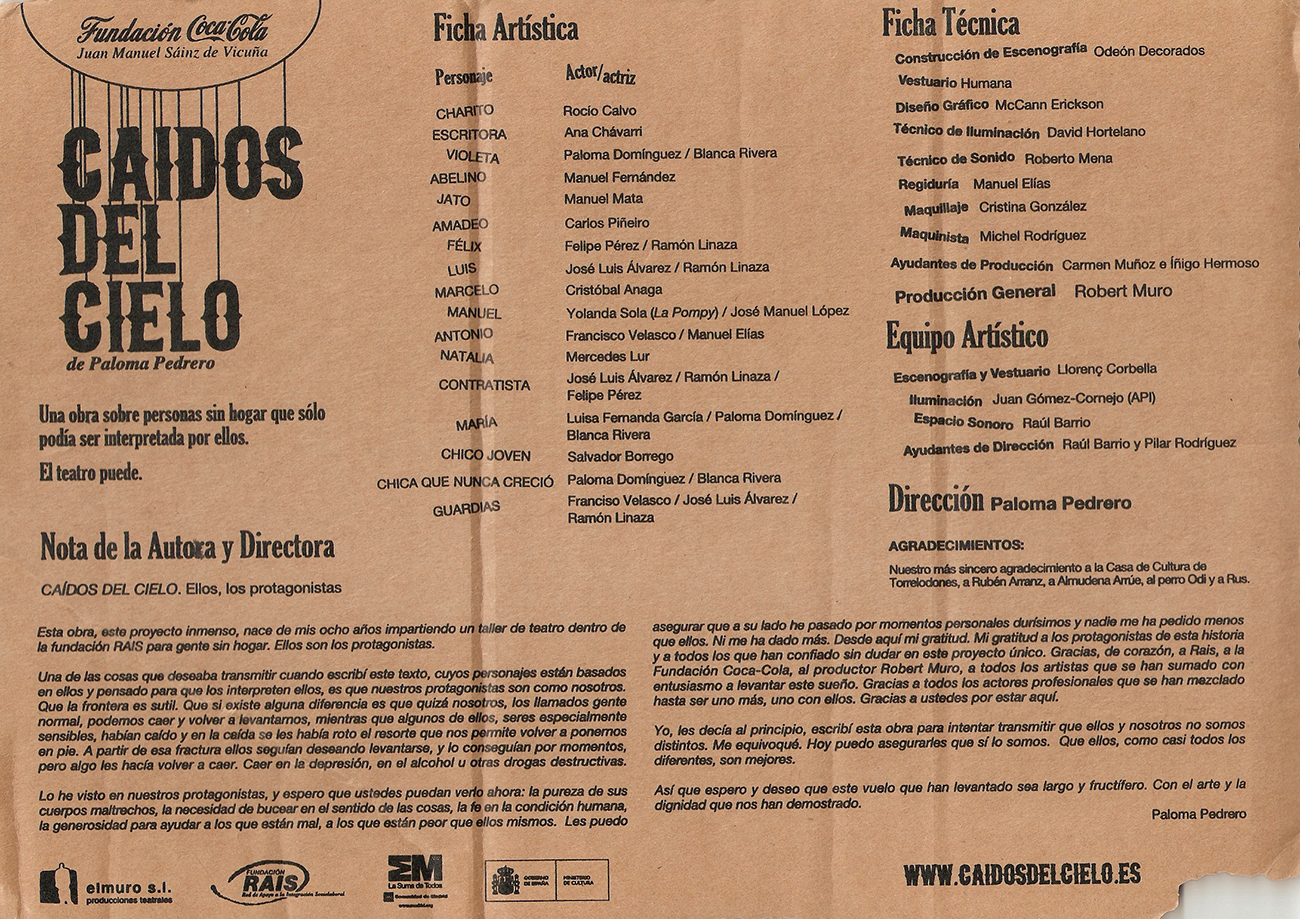 Fundación Coca-Cola
Juan Manuel Sáinz de Vicuña
CAIDOS
DEL
CIELO
de Paloma Pedrero
Una obra sobre personas sin hogar que sólo
podía ser interpretada por ellos.
El teatro puede.
Ficha Artística
Personaje Actor/actriz
CHARITO Rocío Calvo
ESCRITORA Ana Chávarri
VIOLETA Paloma Domínguez / Blanca Rivera
ABELINO Manuel Fernández
JATO Manuel Mata
AMADEO Carlos Piñeiro
FÉLIX Felipe Pérez / Ramón Linaza
LUIS José Luis Álvarez / Ramón Linaza
MARCELO Cristóbal Anaga
MANUEL Yolanda Sola (La Pompy) / José Manuel López
ANTONIO Francisco Velasco / Manuel Elías
NATALIA Mercedes Lur
CONTRATISTA José Luis Álvarez / Ramón Linaza /
Felipe Pérez
MARÍA Luisa Fernanda García / Paloma Domínguez /
Blanca Rivera
CHICO JOVEN Salvador Borrego
CHICA QUE NUNCA CRECIÓ Paloma Domínguez / Blanca Rivera
GUARDIAS Franciso Velasco / José Luis Álvarez /
Ramón Linaza
Ficha Técnica
Construcción de Escenografía Odeón Decorados
Vestuario Humana
Diseño Gráfico McCann Erickson
Técnico de Iluminación David Hortelano
Técnico de Sonido Roberto Mena
Regiduría Manuel Elías
Maquillaje Cristina González
Maquinista Michel Rodríguez
Ayudantes de Producción Carmen Muñoz e Íñigo Hermoso
Producción General Robert Muro
Equipo Artístico
Escenografía y Vestuario Llorenç Corbella
Iluminación Juan Gómez-Cornejo (API)
Espacio Sonoro Raúl Barrio
Ayudantes de Dirección Raúl Barrio y Pilar Rodríguez
Dirección Paloma Pedrero
AGRADECIMIENTOS:
Nuestro más sincero agradecimiento a la Casa de Cultura de
Torrelodones, a Rubén Arranz, a Almudena Arrúe, al perro Odi y a Rus.
Nota de la Autora y Directora
CAÍDOS DEL CIELO. Ellos, los protagonistas
Esta obra, este proyecto inmenso, nace de mis ocho años impartiendo un taller de teatro dentro de
la fundación RAIS para gente sin hogar. Ellos son los protagonistas.
Una de las cosas que deseaba transmitir cuando escribí este texto, cuyos personajes están basados
en ellos y pensado para que los interpreten ellos, es que nuestros protagonistas son como nosotros.
Que la frontera es sutil. Que si existe alguna diferencia es que quizá nosotros, los llamados gente
normal, podemos caer y volver a levantarnos, mientras que algunos de ellos, seres especialmente
sensibles, habían caído y en la caída se les había roto el resorte que nos permite volver a ponernos
en pie. A partir de esa fractura ellos seguían deseando levantarse, y lo conseguían por momentos,
pero algo les hacía volver a caer. Caer en la depresión, en el alcohol u otras drogas destructivas.
Lo he visto en nuestros protagonistas, y espero que ustedes puedan verlo ahora: la pureza de sus
cuerpos maltrechos, la necesidad de bucear en el sentido de las cosas, la fe en la condición humana,
la generosidad para ayudar a los que están mal, a los que están peor que ellos mismos. Les puedo
asegurar que a su lado he pasado por momentos personales durísimos y nadie me ha pedido menos
que ellos. Ni me ha dado más. Desde aquí mi gratitud. Mi gratitud a los protagonistas de esta historia
y a todos los que han confiado sin dudar en este proyecto único. Gracias, de corazón, a Rais, a la
Fundación Coca-Cola, al productor Robert Muro, a todos los artistas que se han sumado con
entusiasmo a levantar este sueño. Gracias a todos los actores profesionales que se han mezclado
hasta ser uno más, uno con ellos. Gracias a ustedes por estar aquí.
Yo, les decía al principio, escribí esta obra para intentar transmitir que ellos y nosotros no somos
distintos. Me equivoqué. Hoy puedo asegurarles que sí lo somos. Que ellos, como casi todos los
diferentes, son mejores.
Así que espero y deseo que este vuelo que han levantado sea largo y fructífero. Con el arte y la
dignidad que nos han demostrado.
Paloma Pedrero
elmuro s.l.
producciones teatrales
FUNDACIÓN
RAIS
Red de Apoyo a la Integración Sociolaboral
EM
La Suma de Todos
Comunidad de Madrid
www.madrid.org
GOBIERNO
DE ESPAÑA
MINISTERIO
DE CULTURA
WWW.CAIDOSDELCIELO.ES